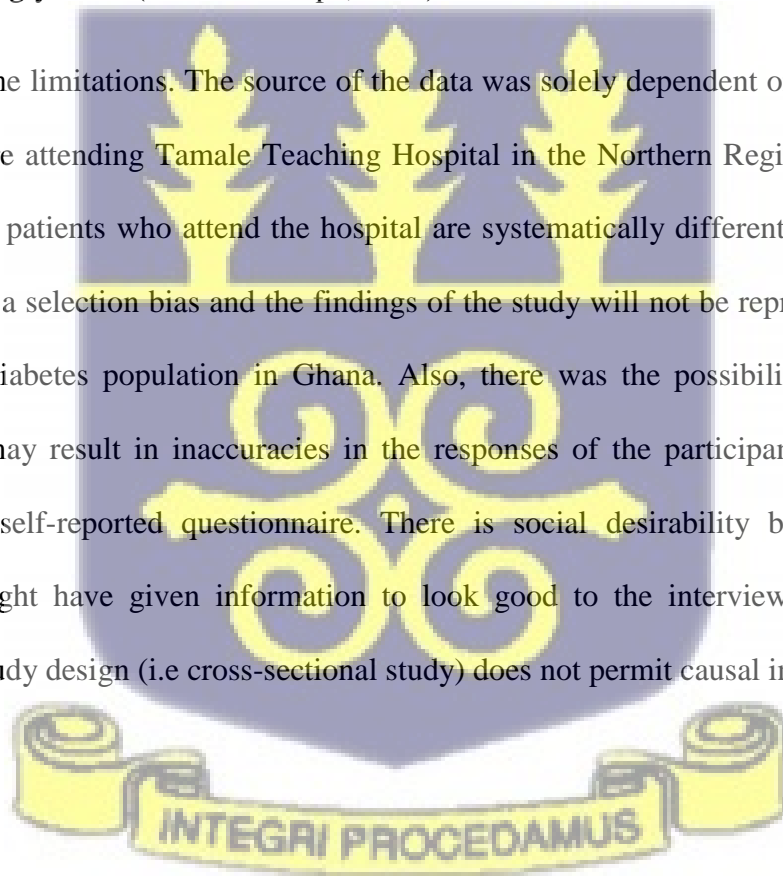 ne limitations. The source of the data was solely dependent o
e attending Tamale Teaching Hospital in the Northern Regi
patients who attend the hospital are systematically different
a selection bias and the findings of the study will not be repr
iabetes population in Ghana. Also, there was the possibili
nay result in inaccuracies in the responses of the participan
self-reported questionnaire. There is social desirability b
ght have given information to look good to the interview
udy design (i.e cross-sectional study) does not permit causal in
INTEGRI PROCEDAMUS